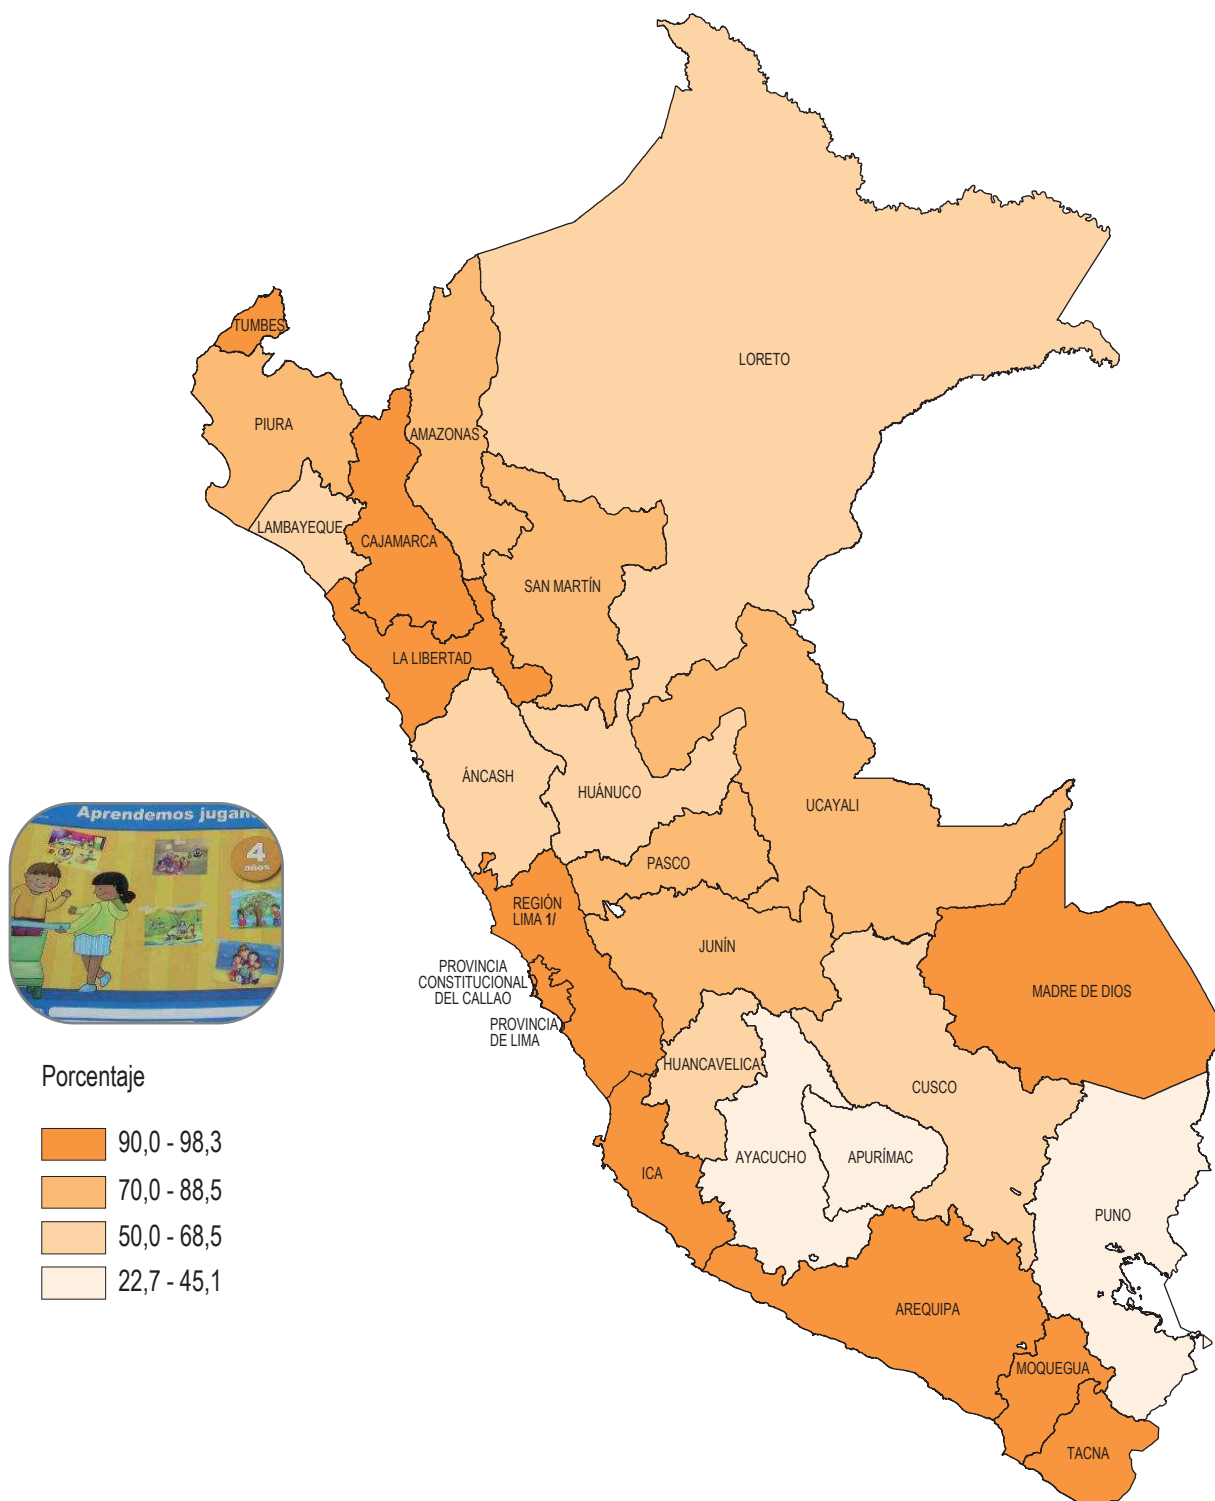 LORETO
TUMBES
PIURA
AMAZONAS
LAMBAYEQUE
CAJAMARCA
SAN MARTÍN
LA LIBERTAD
ÁNCASH
HUÁNUCO
UCAYALI
PASCO
REGIÓN
LIMA 1/
JUNÍN
PROVINCIA
CONSTITUCIONAL
DEL CALLAO
PROVINCIA
DE LIMA
MADRE DE DIOS
HUANCAVELICA
CUSCO
AYACUCHO
APURÍMAC
ICA
PUNO
AREQUIPA
MOQUEGUA
TACNA
Aprendemos
4
años
Porcentaje
90,0 - 98,3
70,0 - 88,5
50,0 - 68,5
22,7 - 45,1